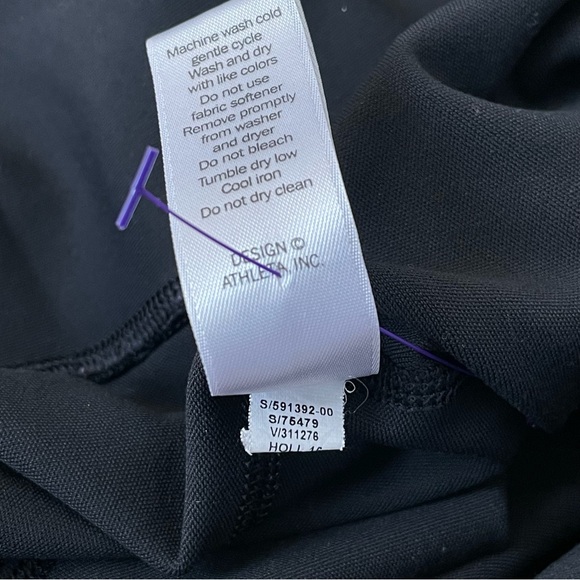 Machine wash cold
gentle cycle
Wash and dry
with like colors
Do not use
fabric softener
Remove promptly
from washer
and dryer
Do not bleach
Tumble dry low
Cool iron
Do not dry clean
DESIGN ©
ATHLETA, INC.
S/591392-00
S/75479
V/311276